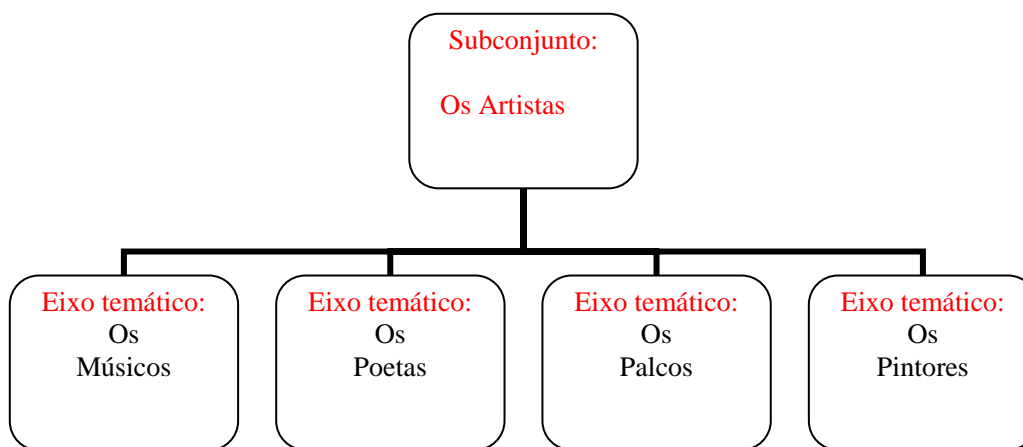 Subconjunto:
Os Artistas
Eixo temático:
Os
Músicos
Eixo temático:
Os
Poetas
Eixo temático:
Os
Palcos
Eixo temático:
Os
Pintores